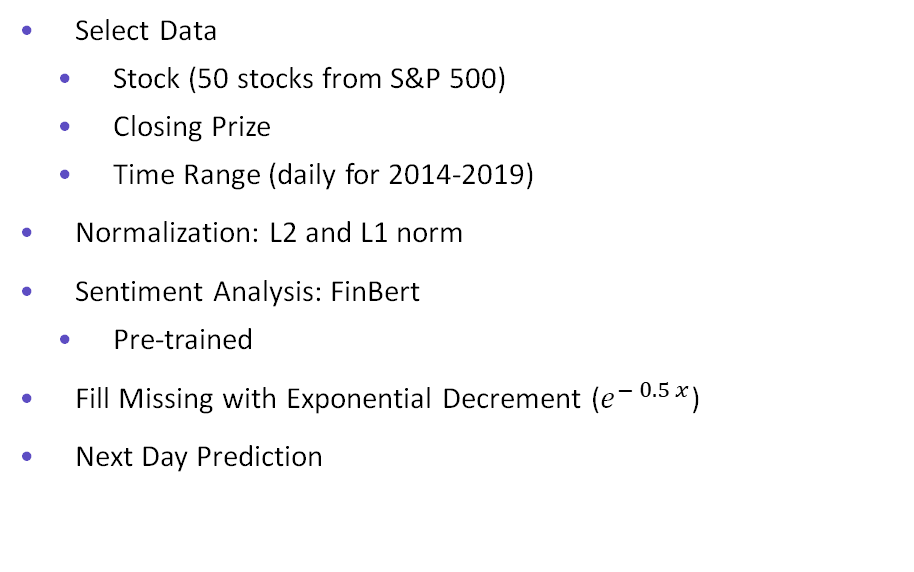 • Select Data
• Stock (50 stocks from S&P 500)
• Closing Prize
• Time Range (daily for 2014-2019)
• Normalization: L2 and L1 norm
• Sentiment Analysis: FinBert
• Pre-trained
• Fill Missing with Exponential Decrement (e^{− 0.5 x})
• Next Day Prediction